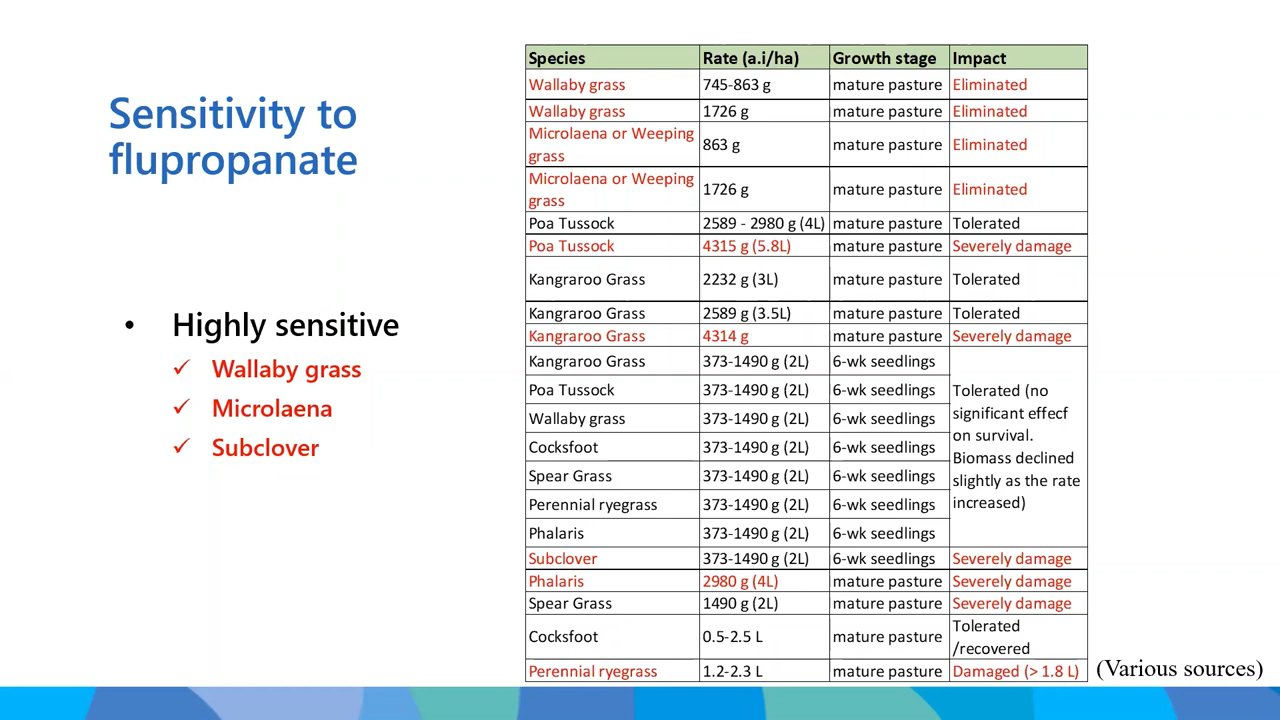 Sensitivity to
flupropanate
• Highly sensitive
✓ Wallaby grass
✓ Microlaena
✓ Subclover
Species Rate (a.i/ha) Growth stage Impact
Wallaby grass 745-863 g mature pasture Eliminated
Wallaby grass 1726 g mature pasture Eliminated
Microlaena or Weeping
grass 863 g mature pasture Eliminated
Microlaena or Weeping
grass 1726 g mature pasture Eliminated
Poa Tussock 2589 - 2980 g (4L) mature pasture Tolerated
Poa Tussock 4315 g (5.8L) mature pasture Severely damage
Kangraroo Grass 2232 g (3L) mature pasture Tolerated
Kangraroo Grass 2589 g (3.5L) mature pasture Tolerated
Kangraroo Grass 4314 g mature pasture Severely damage
Kangraroo Grass 373-1490 g (2L) 6-wk seedlings
Poa Tussock 373-1490 g (2L) 6-wk seedlings
Wallaby grass 373-1490 g (2L) 6-wk seedlings
Cocksfoot 373-1490 g (2L) 6-wk seedlings
Spear Grass 373-1490 g (2L) 6-wk seedlings
Perennial ryegrass 373-1490 g (2L) 6-wk seedlings
Phalaris 373-1490 g (2L) 6-wk seedlings
Tolerated (no
significant effecf
on survival.
Biomass declined
slightly as the rate
increased)
Subclover 373-1490 g (2L) 6-wk seedlings Severely damage
Phalaris 2980 g (4L) mature pasture Severely damage
Spear Grass 1490 g (2L) mature pasture Severely damage
Cocksfoot 0.5-2.5 L mature pasture Tolerated
/recovered
Perennial ryegrass 1.2-2.3 L mature pasture Damaged (> 1.8 L)
(Various sources)